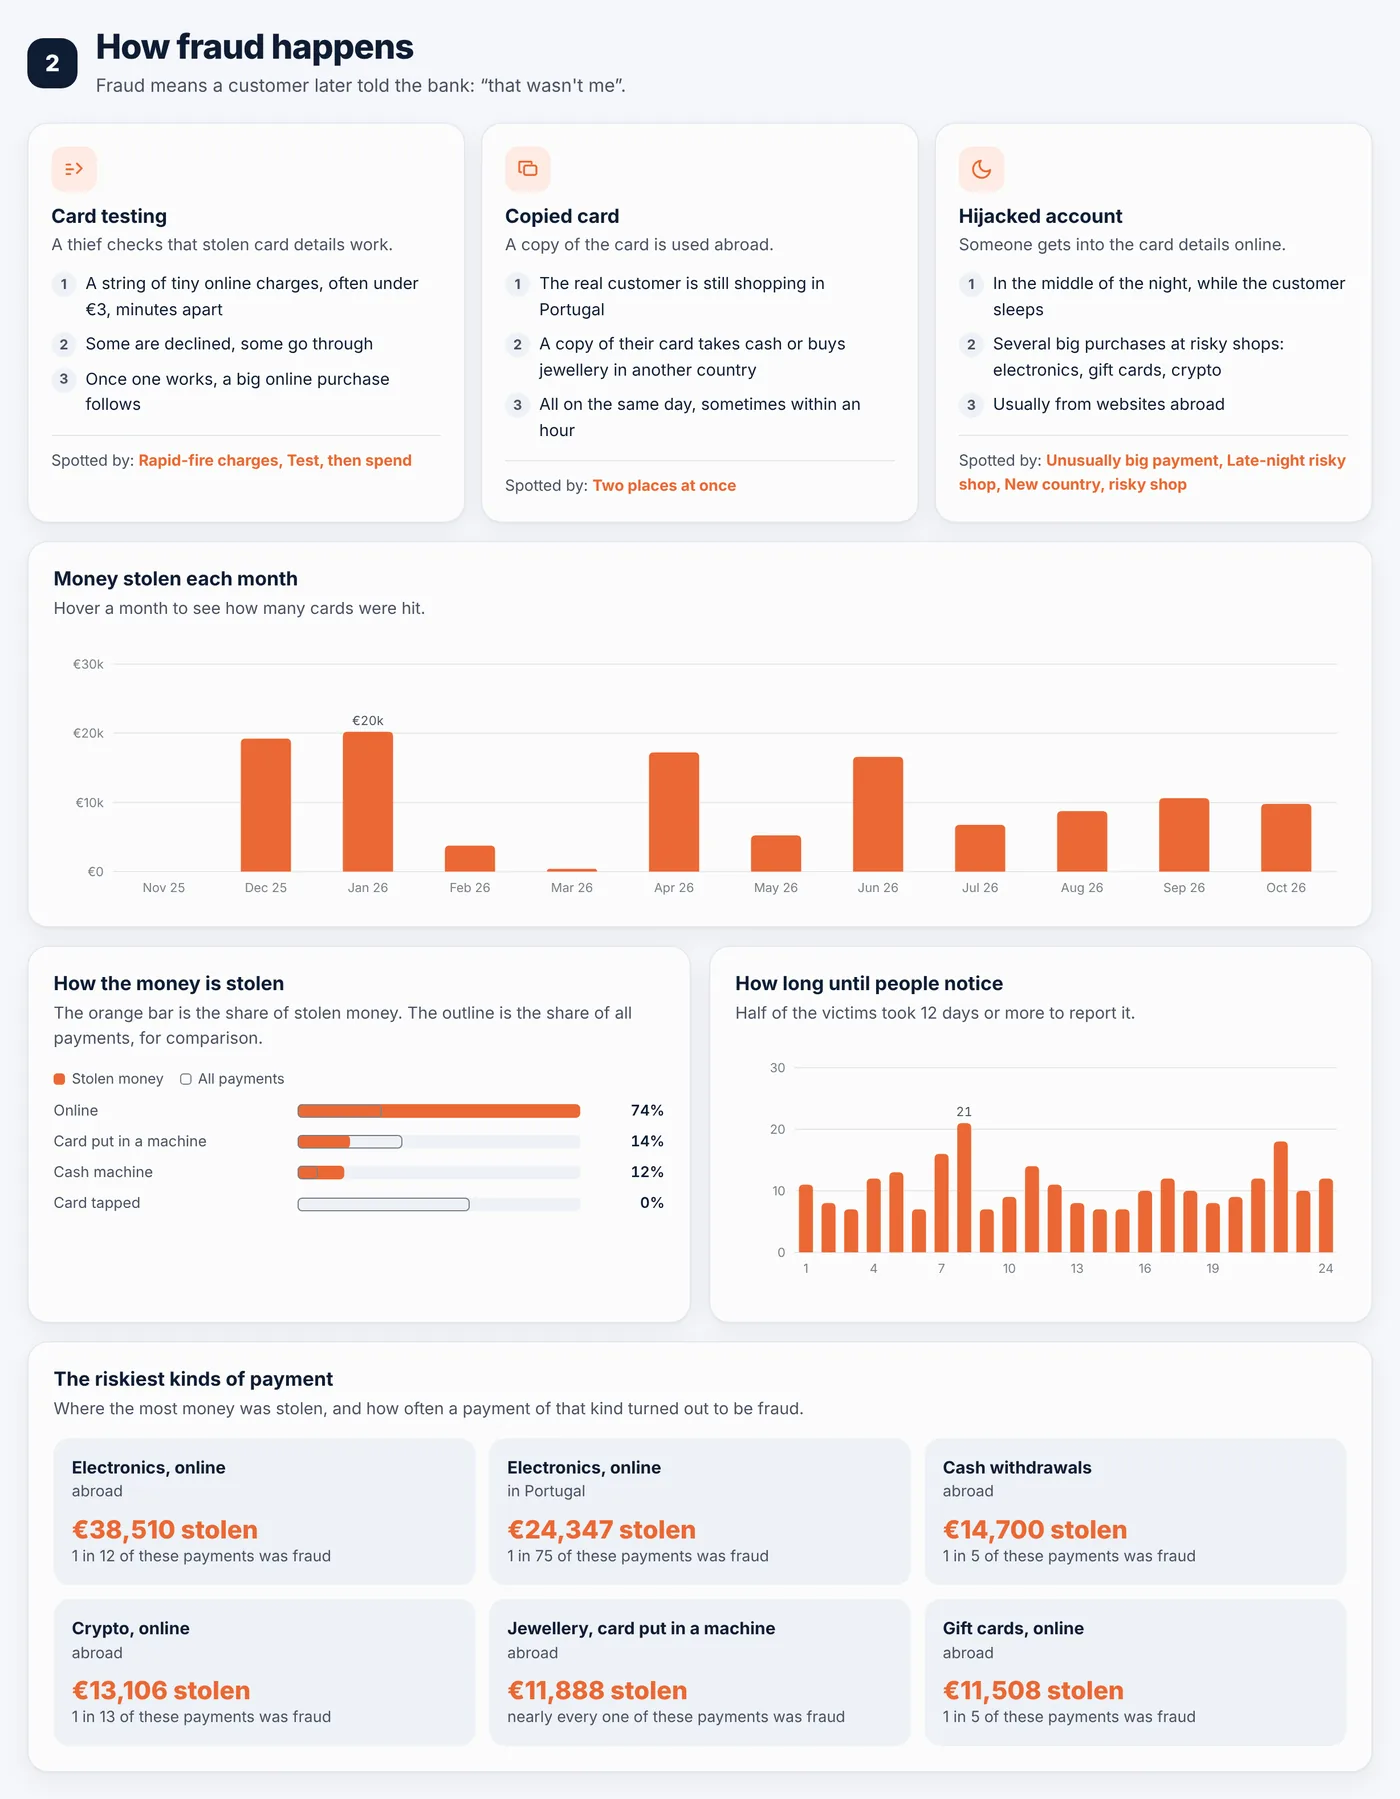 2
How fraud happens
Fraud means a customer later told the bank: “that wasn't me”.
Card testing
A thief checks that stolen card details work.
1 A string of tiny online charges, often under
€3, minutes apart
2 Some are declined, some go through
3 Once one works, a big online purchase
follows
Spotted by: Rapid-fire charges, Test, then spend
Copied card
A copy of the card is used abroad.
1 The real customer is still shopping in
Portugal
2 A copy of their card takes cash or buys
jewellery in another country
3 All on the same day, sometimes within an
hour
Spotted by: Two places at once
Hijacked account
Someone gets into the card details online.
1 In the middle of the night, while the customer
sleeps
2 Several big purchases at risky shops:
electronics, gift cards, crypto
3 Usually from websites abroad
Spotted by: Unusually big payment, Late-night risky
shop, New country, risky shop
Money stolen each month
Hover a month to see how many cards were hit.
€30k
€20k
€20k
€10k
€0
Nov 25 Dec 25 Jan 26 Feb 26 Mar 26 Apr 26 May 26 Jun 26 Jul 26 Aug 26 Sep 26 Oct 26
How the money is stolen
The orange bar is the share of stolen money. The outline is the share of all
payments, for comparison.
Stolen money All payments
Online 74%
Card put in a machine 14%
Cash machine 12%
Card tapped 0%
How long until people notice
Half of the victims took 12 days or more to report it.
30
21
20
10
0
1 4 7 10 13 16 19 24
The riskiest kinds of payment
Where the most money was stolen, and how often a payment of that kind turned out to be fraud.
Electronics, online
abroad
€38,510 stolen
1 in 12 of these payments was fraud
Electronics, online
in Portugal
€24,347 stolen
1 in 75 of these payments was fraud
Cash withdrawals
abroad
€14,700 stolen
1 in 5 of these payments was fraud
Crypto, online
abroad
€13,106 stolen
1 in 13 of these payments was fraud
Jewellery, card put in a machine
abroad
€11,888 stolen
nearly every one of these payments was fraud
Gift cards, online
abroad
€11,508 stolen
1 in 5 of these payments was fraud